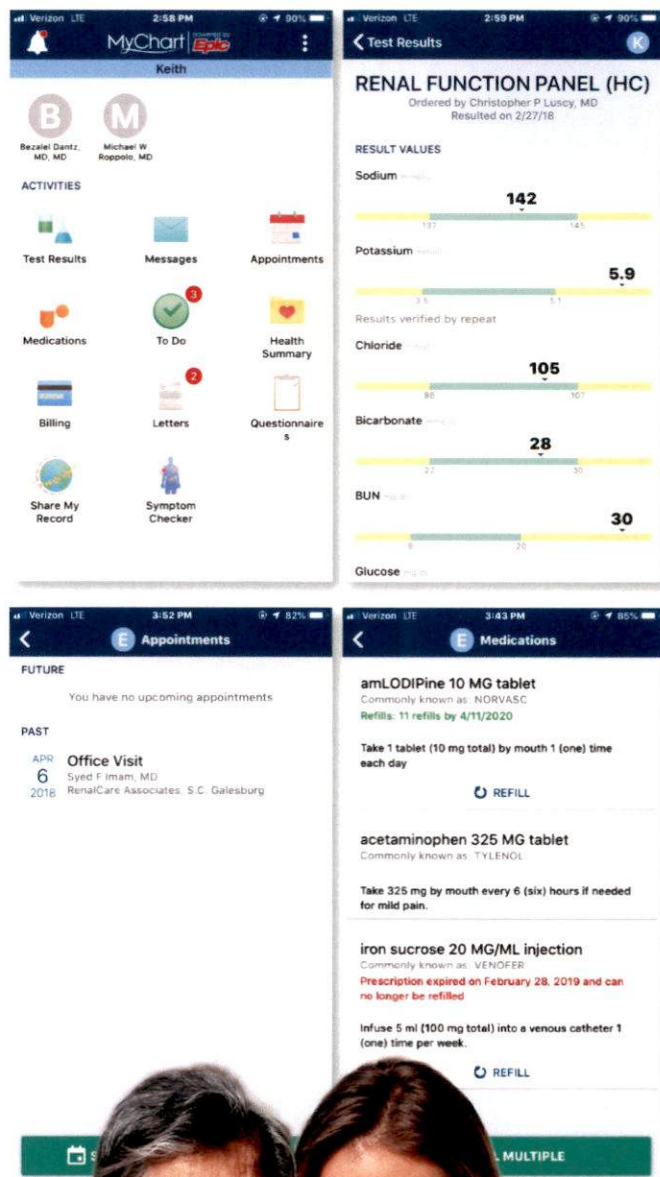 Verizon LTE 2:58 PM 90%
MyChart POWERED BY Epic
Keith
B M
Bezalel Dantz,
MD, MD
Michael W
Roppolo, MD
ACTIVITIES
Test Results Messages Appointments
3
Medications To Do Health
Summary
2
Billing Letters Questionnaire
s
Share My
Record
Symptom
Checker
Verizon LTE 2:59 PM 90%
Test Results K
RENAL FUNCTION PANEL (HC)
Ordered by Christopher P Luscy, MD
Resulted on 2/27/18
RESULT VALUES
Sodium
142
137 145
Potassium
5.9
3.5 5.1
Results verified by repeat
Chloride
105
98 107
Bicarbonate
28
22 30
BUN
30
20
Glucose
Verizon LTE 3:52 PM 82%
E Appointments
FUTURE
You have no upcoming appointments
PAST
APR
6
2018
Office Visit
Syed F Imam, MD
RenalCare Associates, S.C. Galesburg
Verizon LTE 3:43 PM 85%
E Medications
amLODIPine 10 MG tablet
Commonly known as: NORVASC
Refills: 11 refills by 4/11/2020
Take 1 tablet (10 mg total) by mouth 1 (one) time
each day
REFILL
acetaminophen 325 MG tablet
Commonly known as: TYLENOL
Take 325 mg by mouth every 6 (six) hours if needed
for mild pain.
iron sucrose 20 MG/ML injection
Commonly known as: VENOFER
Prescription expired on February 28, 2019 and can
no longer be refilled
Infuse 5 ml (100 mg total) into a venous catheter 1
(one) time per week.
REFILL
MULTIPLE